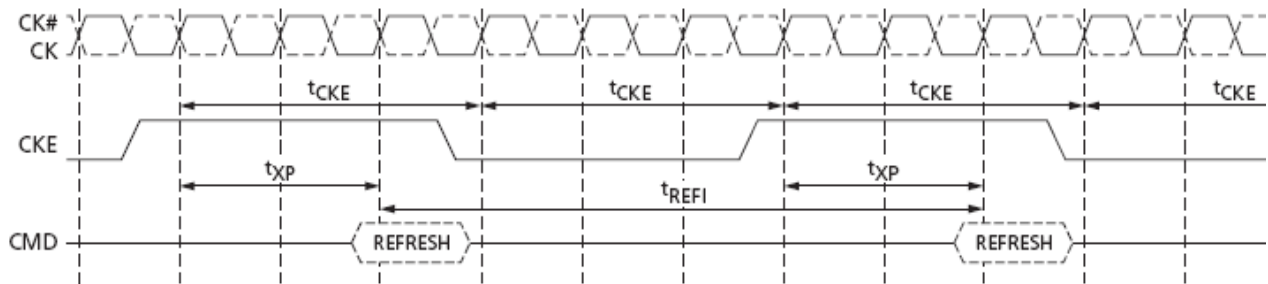 CK#
CK
tCKE tCKE tCKE tCKE
CKE
tXP tXP
tREFI
CMD REFRESH REFRESH